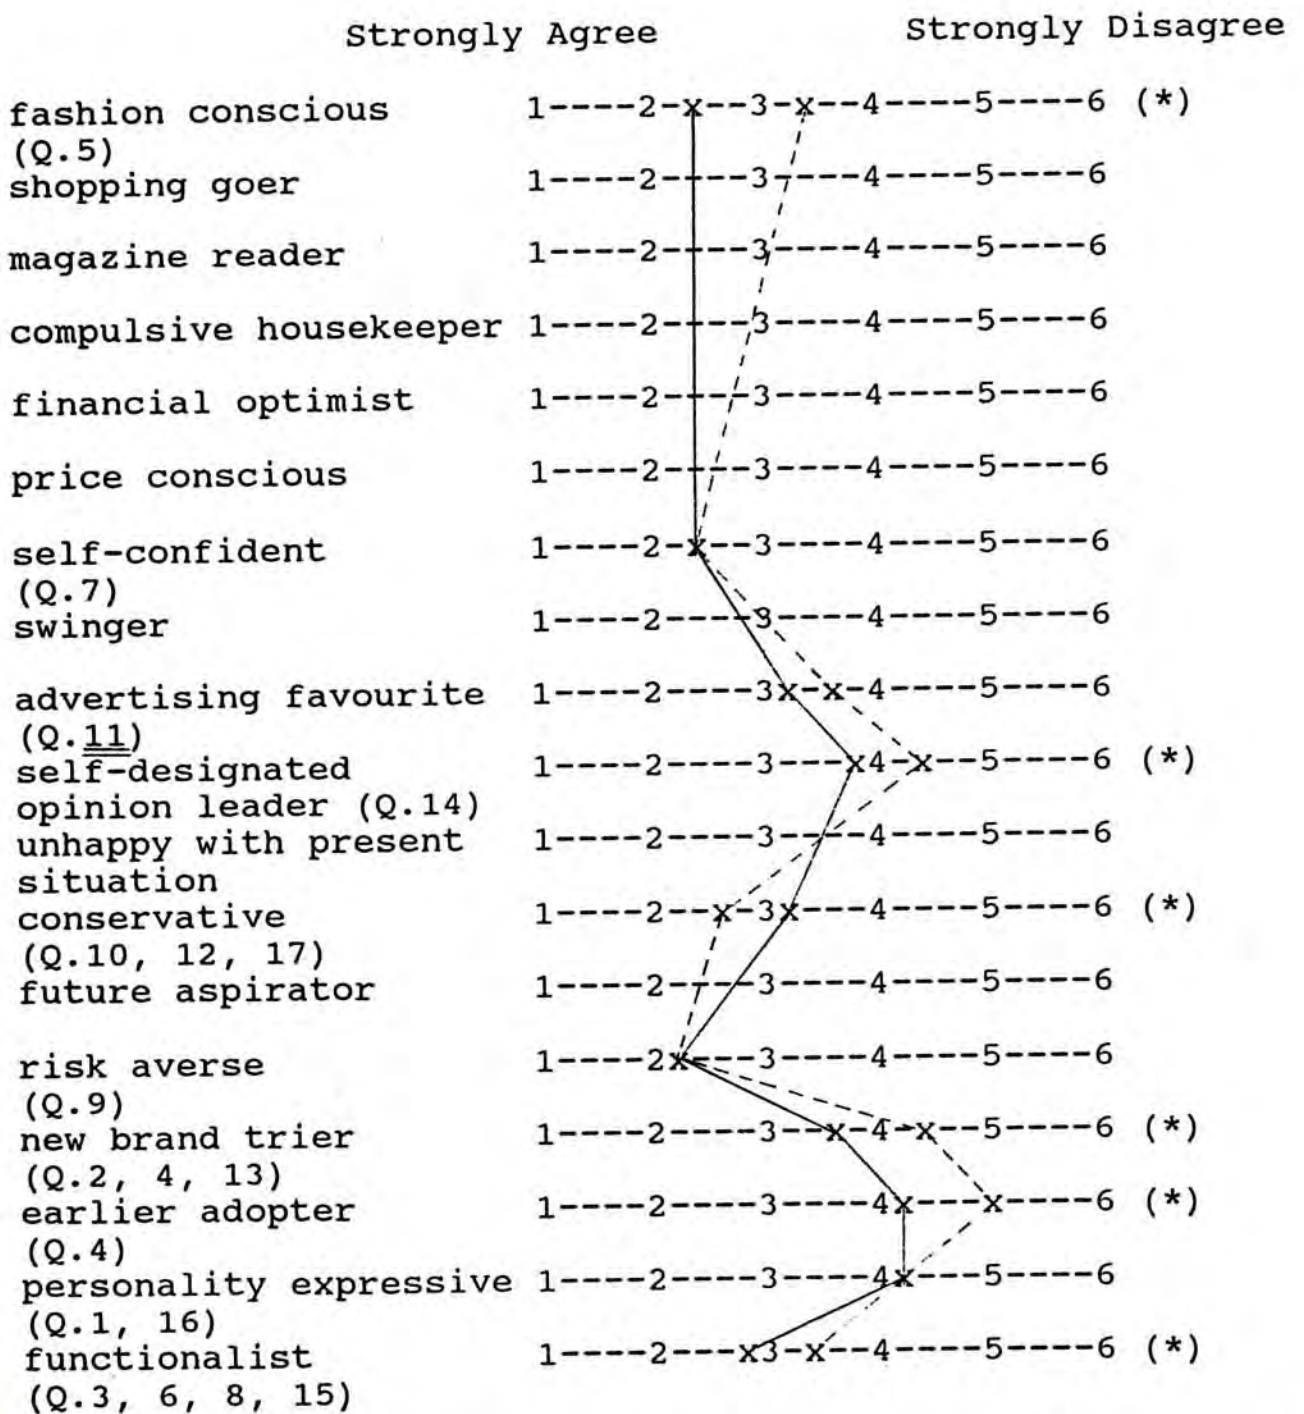 Strongly Agree Strongly Disagree
fashion conscious 1----2-x--3-x--4----5----6 (*)
(Q.5)
shopping goer 1----2----3----4----5----6
magazine reader 1----2----3----4----5----6
compulsive housekeeper 1----2----3----4----5----6
financial optimist 1----2----3----4----5----6
price conscious 1----2----3----4----5----6
self-confident 1----2-x--3----4----5----6
(Q.7)
swinger 1----2----3----4----5----6
advertising favourite 1----2----3x-x-4----5----6
(Q.11)
self-designated 1----2----3---x4-x--5----6 (*)
opinion leader (Q.14)
unhappy with present 1----2----3----4----5----6
situation
conservative 1----2--x-3x---4----5----6 (*)
(Q.10, 12, 17)
future aspirator 1----2----3----4----5----6
risk averse 1----2x---3----4----5----6
(Q.9)
new brand trier 1----2----3--x-4-x--5----6 (*)
(Q.2, 4, 13)
earlier adopter 1----2----3----4x---x----6 (*)
(Q.4)
personality expressive 1----2----3----4x---5----6
(Q.1, 16)
functionalist 1----2---x3-x--4----5----6 (*)
(Q.3, 6, 8, 15)